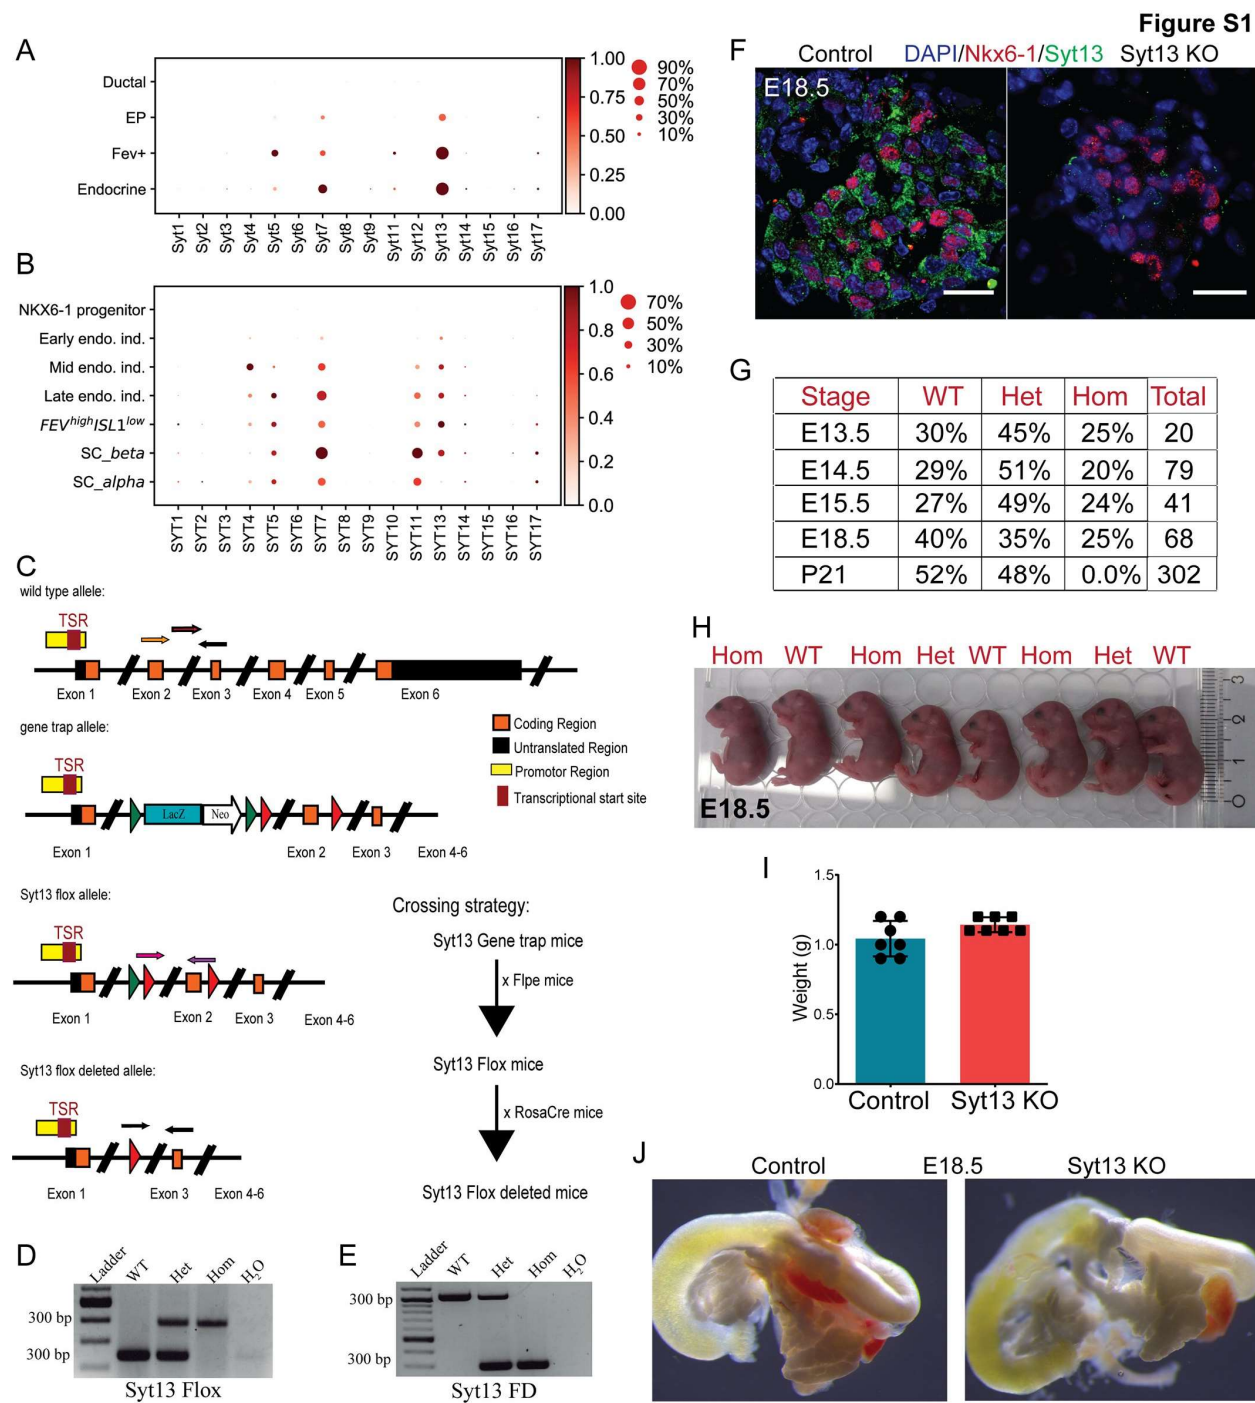 Figure S1
A
Ductal
EP
Fev+
Endocrine
Syt1 Syt2 Syt3 Syt4 Syt5 Syt6 Syt7 Syt8 Syt9 Syt11 Syt12 Syt13 Syt14 Syt15 Syt16 Syt17
1.00
0.75
0.50
0.25
0.00
90%
70%
50%
30%
10%
B
NKX6-1 progenitor
Early endo. ind.
Mid endo. ind.
Late endo. ind.
FEVhighISL1low
SC_beta
SC_alpha
SYT1 SYT2 SYT3 SYT4 SYT5 SYT6 SYT7 SYT8 SYT9 SYT10 SYT11 SYT13 SYT14 SYT15 SYT16 SYT17
1.0
0.8
0.6
0.4
0.2
0.0
70%
50%
30%
10%
C
wild type allele:
TSR
Exon 1 Exon 2 Exon 3 Exon 4 Exon 5 Exon 6
gene trap allele:
TSR
LacZ Neo
Exon 1 Exon 2 Exon 3 Exon 4-6
Coding Region
Untranslated Region
Promotor Region
Transcriptional start site
Syt13 flox allele:
TSR
Exon 1 Exon 2 Exon 3 Exon 4-6
Syt13 flox deleted allele:
TSR
Exon 1 Exon 3 Exon 4-6
Crossing strategy:
Syt13 Gene trap mice
x Flpe mice
Syt13 Flox mice
x RosaCre mice
Syt13 Flox deleted mice
D
Ladder WT Het Hom H2O
300 bp
300 bp
Syt13 Flox
E
Ladder WT Het Hom H2O
300 bp
300 bp
Syt13 FD
F
Control DAPI/Nkx6-1/Syt13 Syt13 KO
E18.5
G
Stage WT Het Hom Total
E13.5 30% 45% 25% 20
E14.5 29% 51% 20% 79
E15.5 27% 49% 24% 41
E18.5 40% 35% 25% 68
P21 52% 48% 0.0% 302
H
Hom WT Hom Het WT Hom Het WT
E18.5
3
2
1
0
I
Weight (g)
1.5
1.0
0.5
0.0
Control Syt13 KO
J
Control E18.5 Syt13 KO